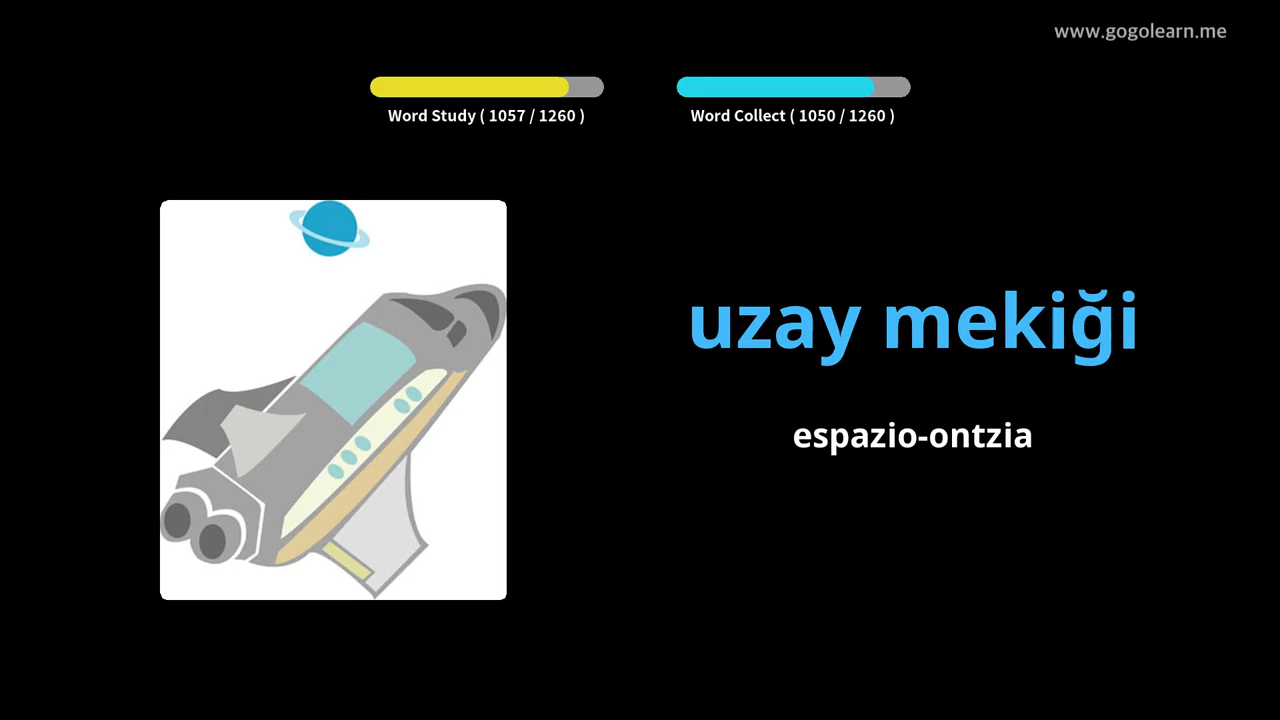 www.gogolearn.me
Word Study ( 1057 / 1260 )
Word Collect ( 1050 / 1260 )
uzay mekiği
espazio-ontzia